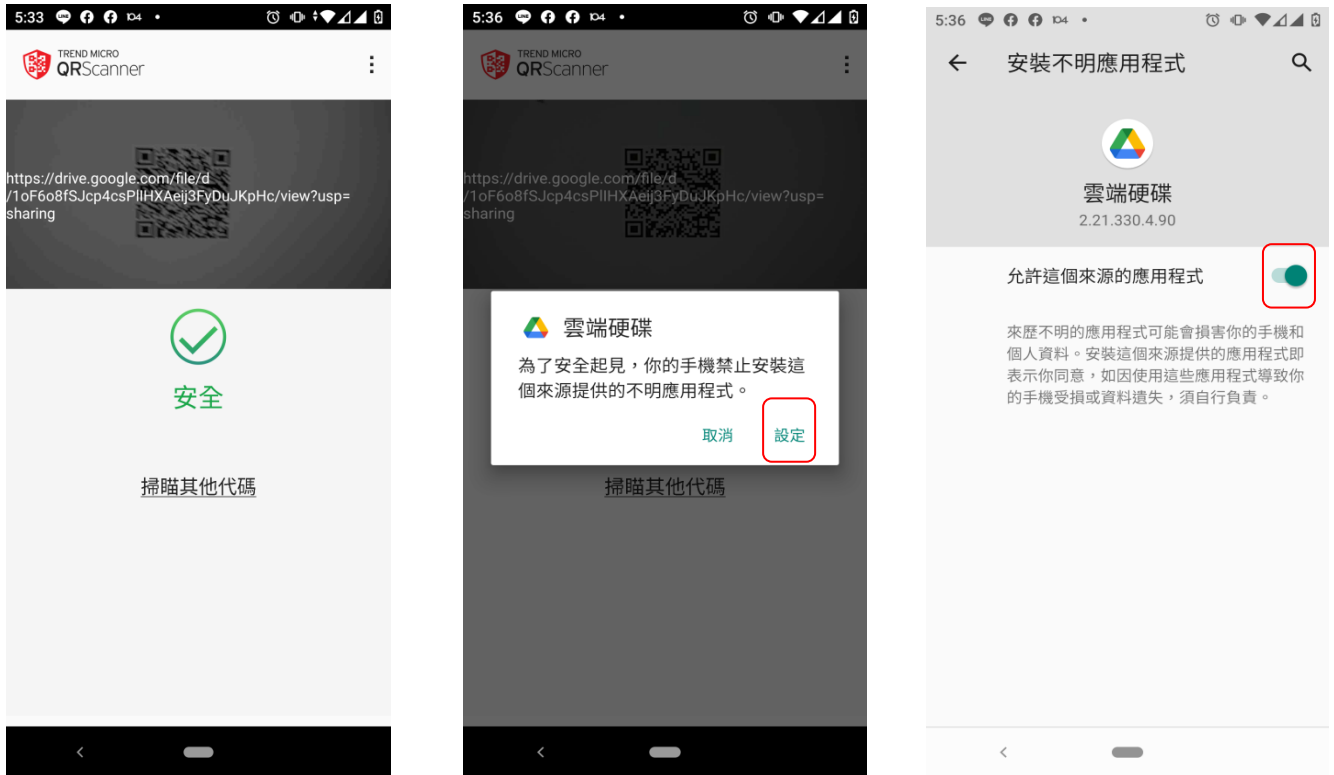 5:33
TREND MICRO
QRScanner
https://drive.google.com/file/d
/1oF6o8fSJcp4csPlIHXAeij3FyDuJKpHc/view?usp=
sharing
安全
掃瞄其他代碼
5:36
TREND MICRO
QRScanner
https://drive.google.com/file/d
/1oF6o8fSJcp4csPlIHXAeij3FyDuJKpHc/view?usp=
sharing
雲端硬碟
為了安全起見，你的手機禁止安裝這
個來源提供的不明應用程式。
取消 設定
掃瞄其他代碼
5:36
安裝不明應用程式
雲端硬碟
2.21.330.4.90
允許這個來源的應用程式
來歷不明的應用程式可能會損害你的手機和
個人資料。安裝這個來源提供的應用程式即
表示你同意，如因使用這些應用程式導致你
的手機受損或資料遺失，須自行負責。